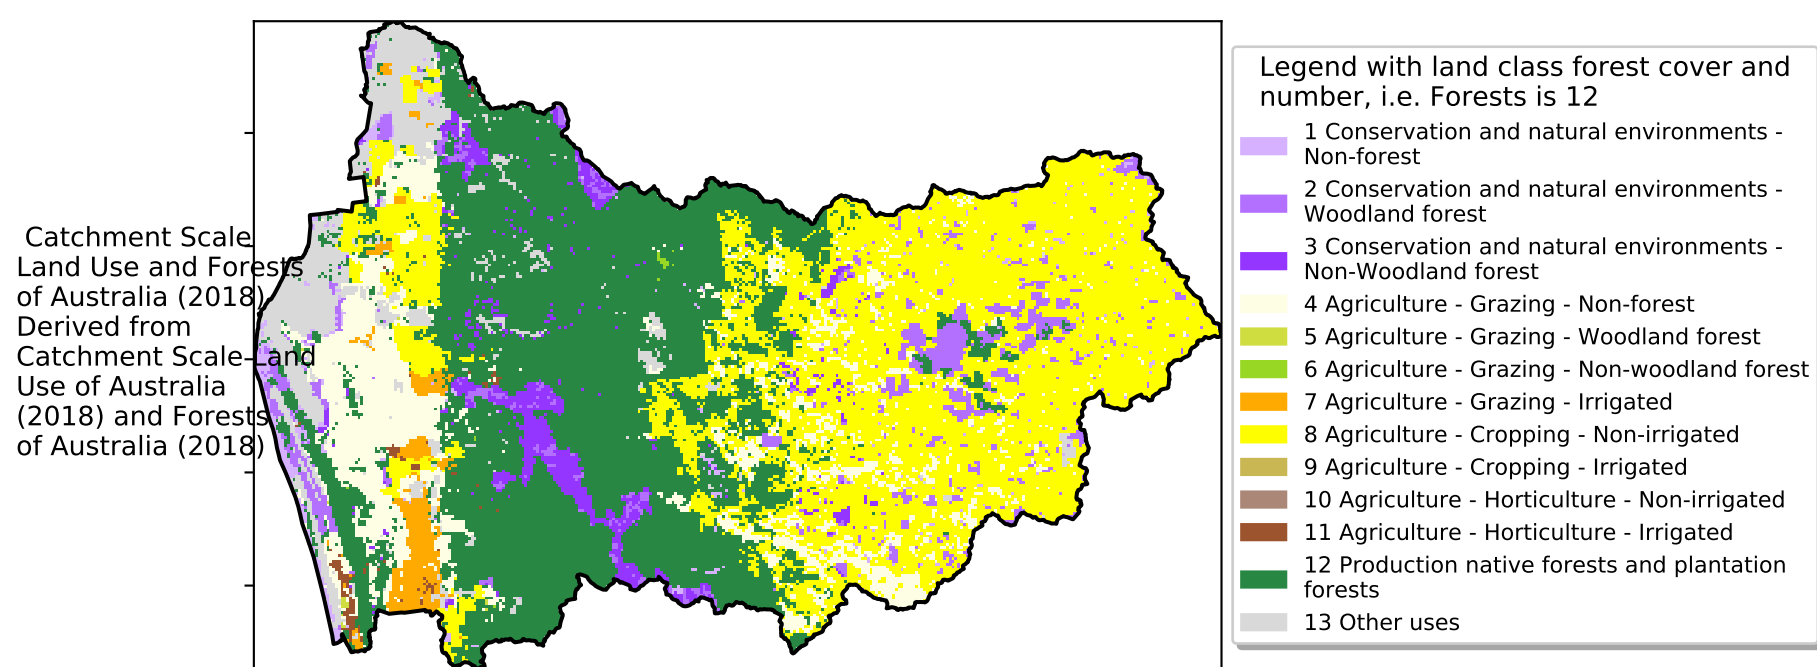 Catchment Scale
Land Use and Forests
of Australia (2018)
Derived from
Catchment Scale Land
Use of Australia
(2018) and Forests
of Australia (2018)
Legend with land class forest cover and
number, i.e. Forests is 12
1 Conservation and natural environments -
Non-forest
2 Conservation and natural environments -
Woodland forest
3 Conservation and natural environments -
Non-Woodland forest
4 Agriculture - Grazing - Non-forest
5 Agriculture - Grazing - Woodland forest
6 Agriculture - Grazing - Non-woodland forest
7 Agriculture - Grazing - Irrigated
8 Agriculture - Cropping - Non-irrigated
9 Agriculture - Cropping - Irrigated
10 Agriculture - Horticulture - Non-irrigated
11 Agriculture - Horticulture - Irrigated
12 Production native forests and plantation
forests
13 Other uses